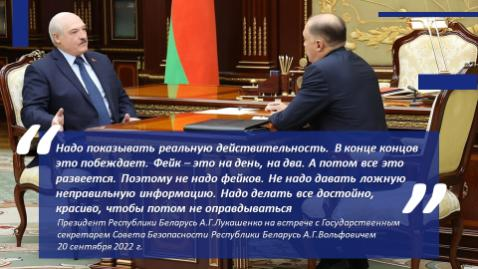 “
Надо показывать реальную действительность. В конце концов
это побеждает. Фейк – это на день, на два. А потом все это
развеется. Поэтому не надо фейков. Не надо давать ложную
неправильную информацию. Надо делать все достойно,
красиво, чтобы потом не оправдываться
”
Президент Республики Беларусь А.Г.Лукашенко на встрече с Государственным
секретарем Совета Безопасности Республики Беларусь А.Г.Вольфовичем
20 сентября 2022 г.